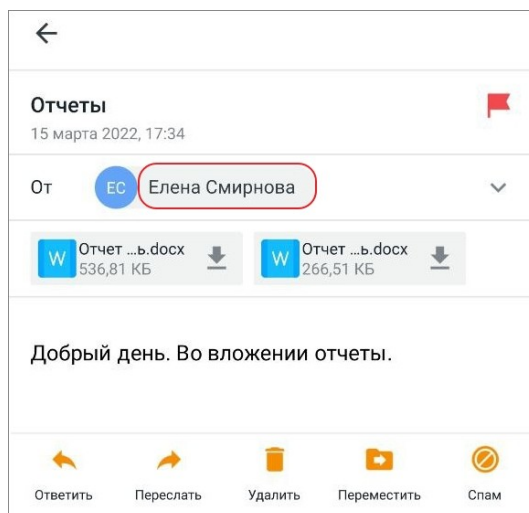 Отчеты
15 марта 2022, 17:34
От ЕС Елена Смирнова
W Отчет ...ь.docx W Отчет ...ь.docx
536,81 КБ 266,51 КБ
Добрый день. Во вложении отчеты.
Ответить Переслать Удалить Переместить Спам